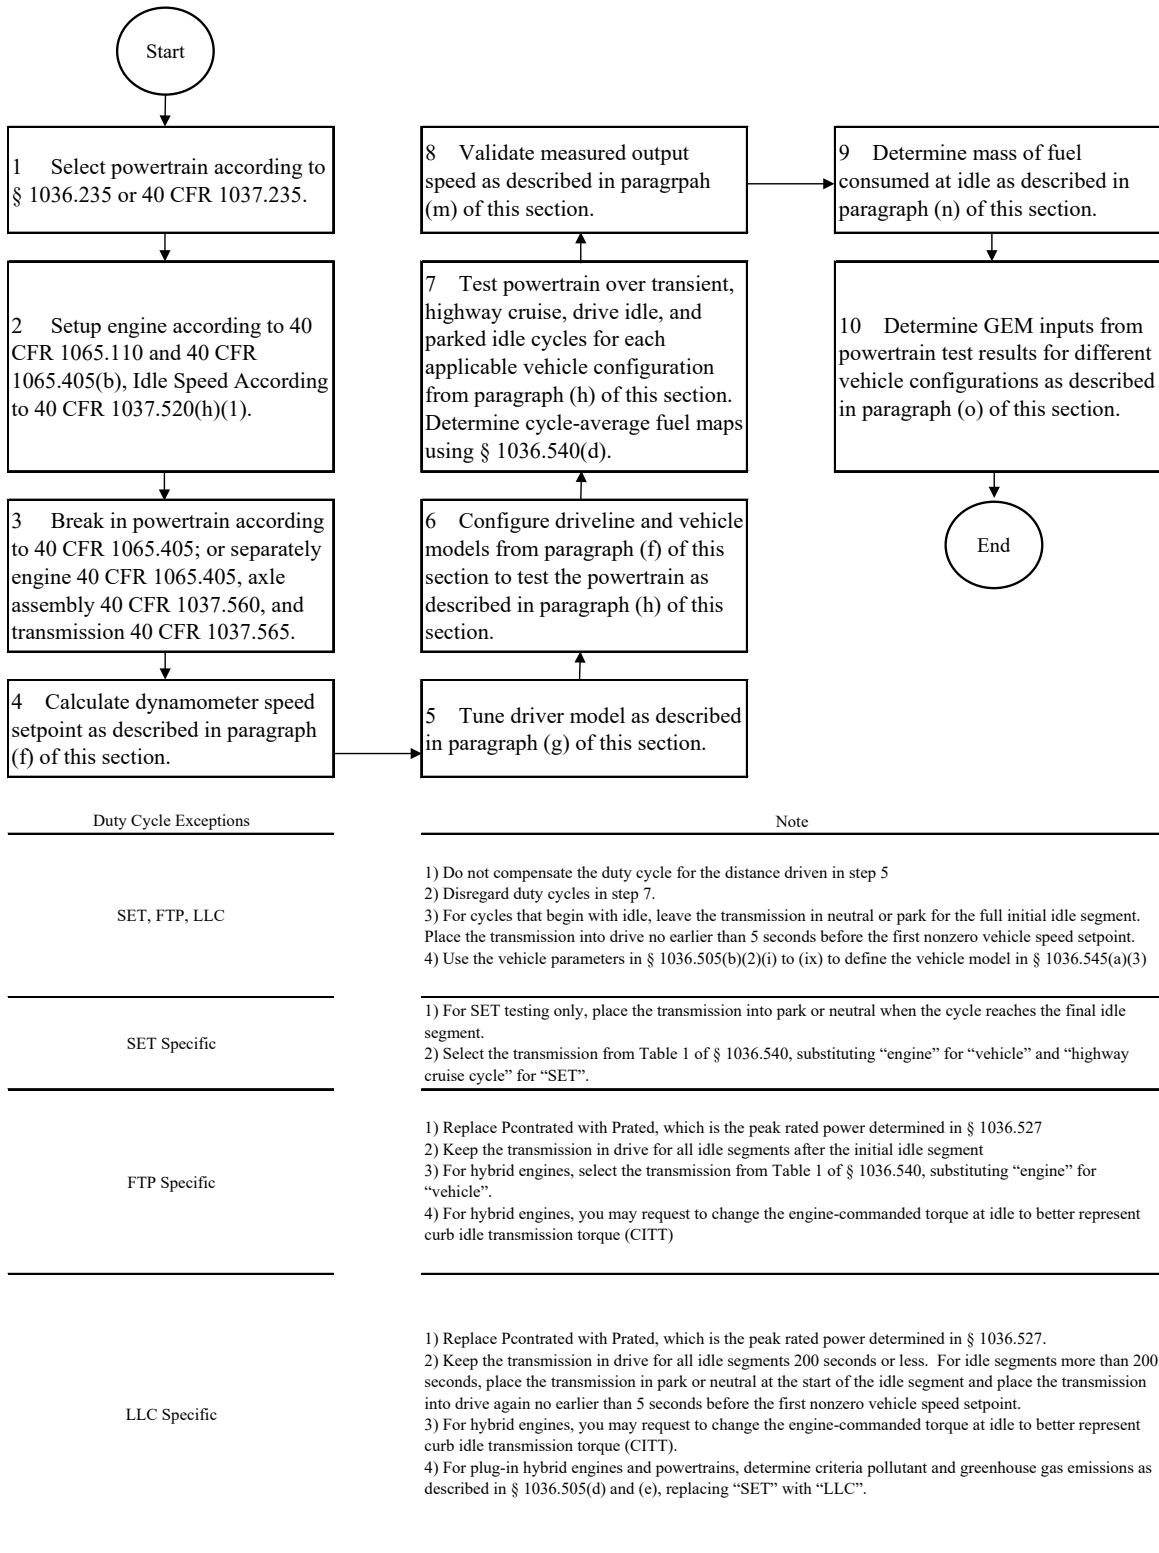 Start
1 Select powertrain according to
§ 1036.235 or 40 CFR 1037.235.
2 Setup engine according to 40
CFR 1065.110 and 40 CFR
1065.405(b), Idle Speed According
to 40 CFR 1037.520(h)(1).
3 Break in powertrain according
to 40 CFR 1065.405; or separately
engine 40 CFR 1065.405, axle
assembly 40 CFR 1037.560, and
transmission 40 CFR 1037.565.
4 Calculate dynamometer speed
setpoint as described in paragraph
(f) of this section.
5 Tune driver model as described
in paragraph (g) of this section.
6 Configure driveline and vehicle
models from paragraph (f) of this
section to test the powertrain as
described in paragraph (h) of this
section.
7 Test powertrain over transient,
highway cruise, drive idle, and
parked idle cycles for each
applicable vehicle configuration
from paragraph (h) of this section.
Determine cycle-average fuel maps
using § 1036.540(d).
8 Validate measured output
speed as described in paragrpah
(m) of this section.
9 Determine mass of fuel
consumed at idle as described in
paragraph (n) of this section.
10 Determine GEM inputs from
powertrain test results for different
vehicle configurations as described
in paragraph (o) of this section.
End
Duty Cycle Exceptions
Note
SET, FTP, LLC
1) Do not compensate the duty cycle for the distance driven in step 5
2) Disregard duty cycles in step 7.
3) For cycles that begin with idle, leave the transmission in neutral or park for the full initial idle segment.
Place the transmission into drive no earlier than 5 seconds before the first nonzero vehicle speed setpoint.
4) Use the vehicle parameters in § 1036.505(b)(2)(i) to (ix) to define the vehicle model in § 1036.545(a)(3)
SET Specific
1) For SET testing only, place the transmission into park or neutral when the cycle reaches the final idle
segment.
2) Select the transmission from Table 1 of § 1036.540, substituting “engine” for “vehicle” and “highway
cruise cycle” for “SET”.
FTP Specific
1) Replace Pcontrated with Prated, which is the peak rated power determined in § 1036.527
2) Keep the transmission in drive for all idle segments after the initial idle segment
3) For hybrid engines, select the transmission from Table 1 of § 1036.540, substituting “engine” for
“vehicle”.
4) For hybrid engines, you may request to change the engine-commanded torque at idle to better represent
curb idle transmission torque (CITT)
LLC Specific
1) Replace Pcontrated with Prated, which is the peak rated power determined in § 1036.527.
2) Keep the transmission in drive for all idle segments 200 seconds or less. For idle segments more than 200
seconds, place the transmission in park or neutral at the start of the idle segment and place the transmission
into drive again no earlier than 5 seconds before the first nonzero vehicle speed setpoint.
3) For hybrid engines, you may request to change the engine-commanded torque at idle to better represent
curb idle transmission torque (CITT).
4) For plug-in hybrid engines and powertrains, determine criteria pollutant and greenhouse gas emissions as
described in § 1036.505(d) and (e), replacing “SET” with “LLC”.